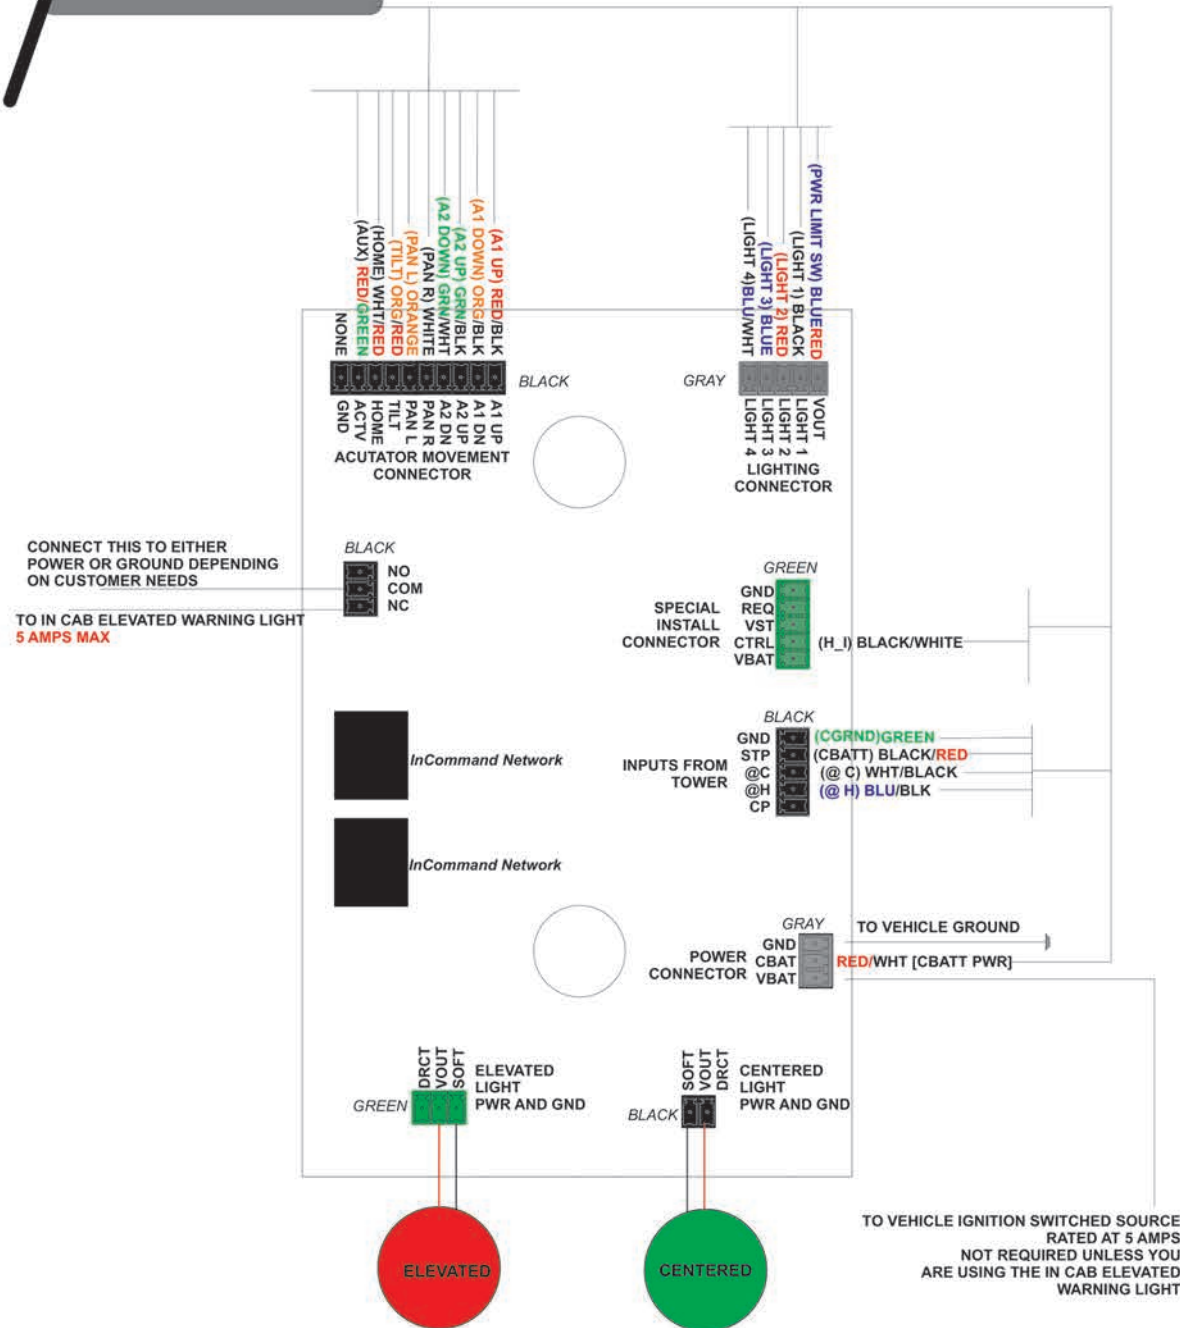 (AUX) RED/GREEN
(HOME) WHT/RED
(TILT) ORG/RED
(PAN L) ORANGE
(PAN R) WHITE
(A2 DOWN) GRN/WHT
(A2 UP) GRN/BLK
(A1 DOWN) ORG/BLK
(A1 UP) RED/BLK
(LIGHT 4)BLU/WHT
(LIGHT 3) BLUE
(LIGHT 2) RED
(LIGHT 1) BLACK
(PWR LIMIT SW) BLUERED
NONE
BLACK
GRAY
GND
ACTV
HOME
TILT
PAN L
PAN R
A2 DN
A2 UP
A1 DN
A1 UP
ACUTATOR MOVEMENT
CONNECTOR
LIGHT 4
LIGHT 3
LIGHT 2
LIGHT 1
VOUT
LIGHTING
CONNECTOR
CONNECT THIS TO EITHER
POWER OR GROUND DEPENDING
ON CUSTOMER NEEDS
BLACK
NO
COM
NC
TO IN CAB ELEVATED WARNING LIGHT
5 AMPS MAX
GREEN
SPECIAL
INSTALL
CONNECTOR
GND
REQ
VST
CTRL
VBAT
(H_I) BLACK/WHITE
BLACK
INPUTS FROM
TOWER
GND
STP
@C
@H
CP
(CGRND)GREEN
(CBATT) BLACK/RED
(@ C) WHT/BLACK
(@ H) BLU/BLK
InCommand Network
InCommand Network
GRAY
POWER
CONNECTOR
GND
CBAT
VBAT
TO VEHICLE GROUND
RED/WHT [CBATT PWR]
DRCT
VOUT
SOFT
ELEVATED
LIGHT
PWR AND GND
GREEN
SOFT
VOUT
DRCT
CENTERED
LIGHT
PWR AND GND
BLACK
ELEVATED
CENTERED
TO VEHICLE IGNITION SWITCHED SOURCE
RATED AT 5 AMPS
NOT REQUIRED UNLESS YOU
ARE USING THE IN CAB ELEVATED
WARNING LIGHT